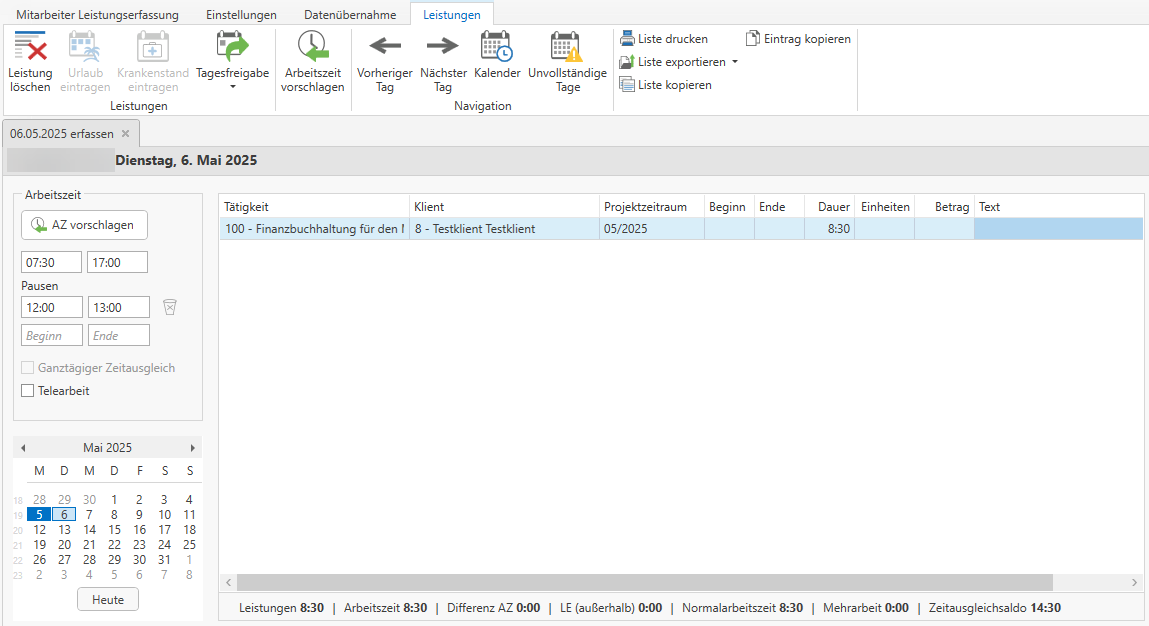 Mitarbeiter Leistungserfassung Einstellungen Datenübernahme Leistungen
Leistung löschen
Urlaub eintragen
Krankenstand eintragen
Tagesfreigabe
Leistungen
Arbeitszeit vorschlagen
Vorheriger Tag
Nächster Tag
Kalender
Unvollständige Tage
Navigation
Liste drucken
Liste exportieren
Liste kopieren
Eintrag kopieren
06.05.2025 erfassen ×
Dienstag, 6. Mai 2025
Arbeitszeit
AZ vorschlagen
07:30 17:00
Pausen
12:00 13:00
Beginn Ende
Ganztägiger Zeitausgleich
Telearbeit
Mai 2025
M D M D F S S
18 28 29 30 1 2 3 4
19 5 6 7 8 9 10 11
20 12 13 14 15 16 17 18
21 19 20 21 22 23 24 25
22 26 27 28 29 30 31 1
23 2 3 4 5 6 7 8
Heute
Tätigkeit Klient Projektzeitraum Beginn Ende Dauer Einheiten Betrag Text
100 - Finanzbuchhaltung für den 8 - Testklient Testklient 05/2025 8:30
Leistungen 8:30 | Arbeitszeit 8:30 | Differenz AZ 0:00 | LE (außerhalb) 0:00 | Normalarbeitszeit 8:30 | Mehrarbeit 0:00 | Zeitausgleichsaldo 14:30